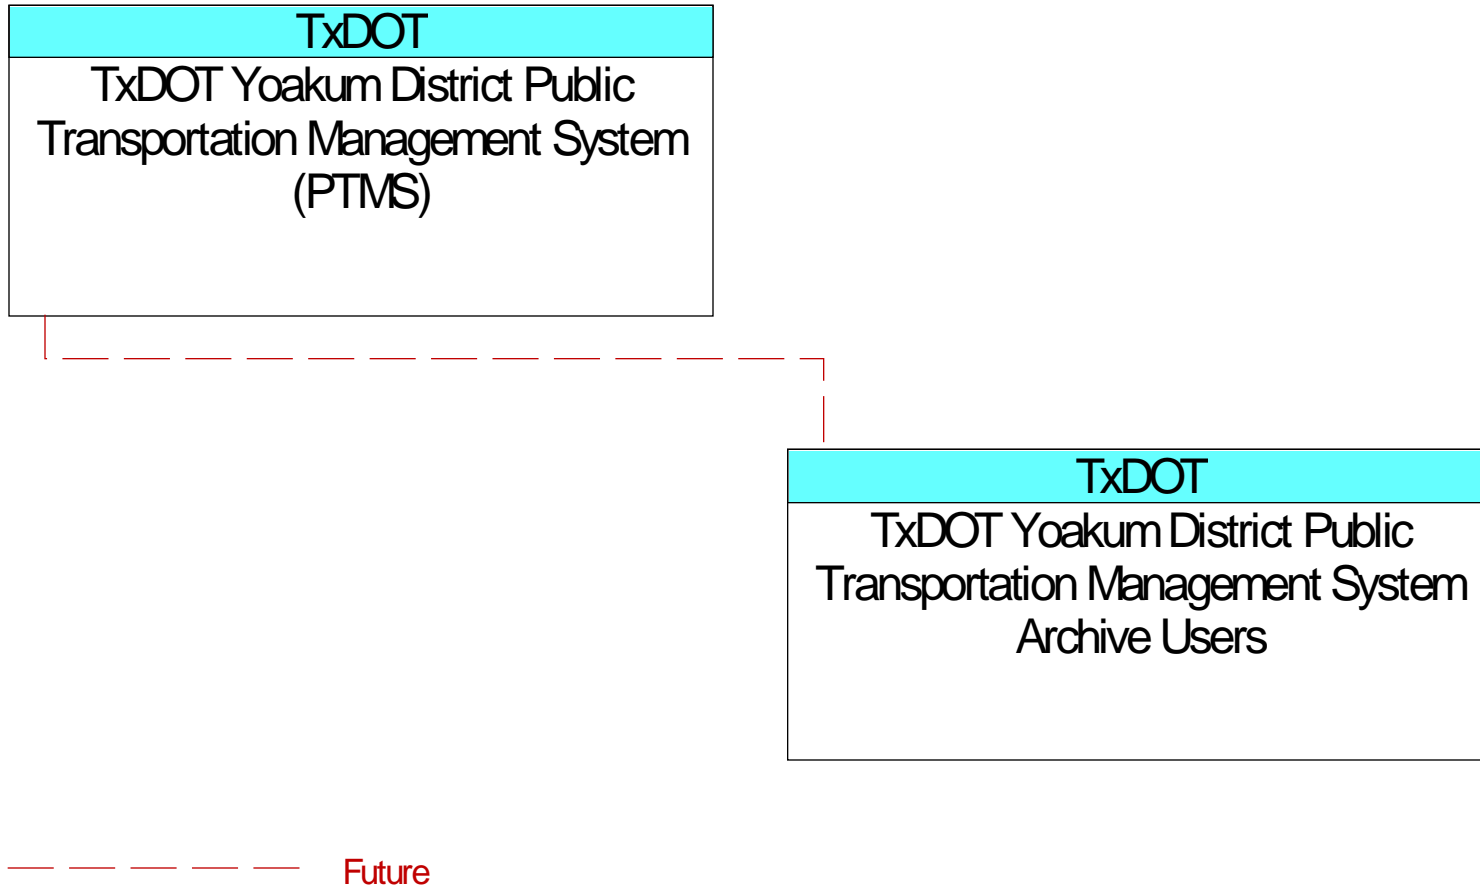 TxDOT
TxDOT Yoakum District Public
Transportation Management System
(PTMS)
TxDOT
TxDOT Yoakum District Public
Transportation Management System
Archive Users
Future